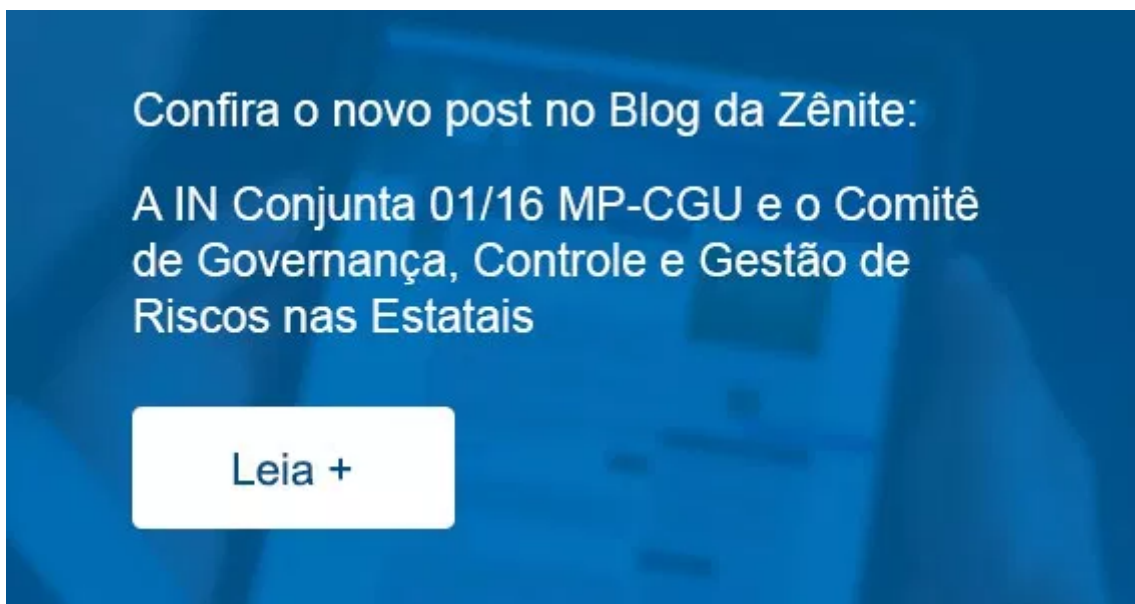 Confira o novo post no Blog da Zênite:
A IN Conjunta 01/16 MP-CGU e o Comitê
de Governança, Controle e Gestão de
Riscos nas Estatais
Leia +